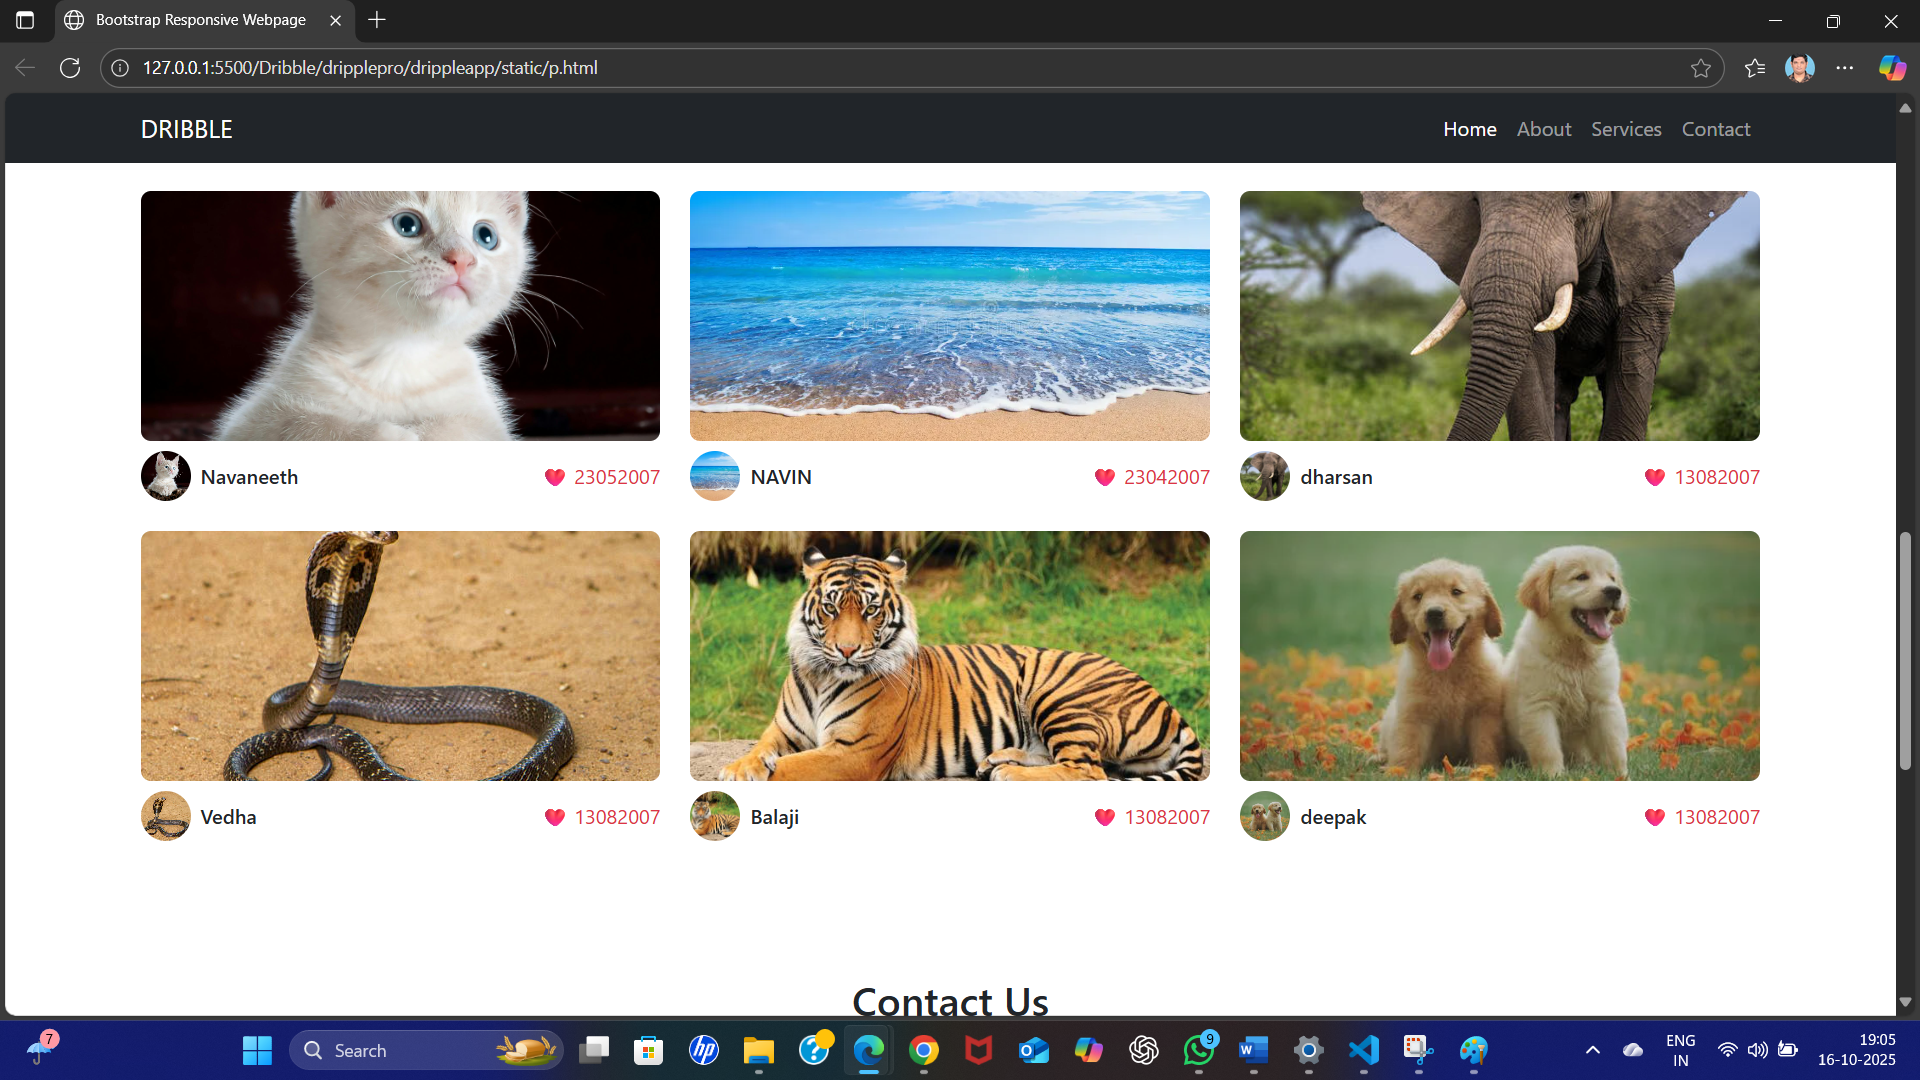 Bootstrap Responsive Webpage
127.0.0.1:5500/Dribble/dripplepro/drippleapp/static/p.html
DRIBBLE
Home About Services Contact
Navaneeth 23052007
NAVIN 23042007
dharsan 13082007
Vedha 13082007
Balaji 13082007
deepak 13082007
Contact Us
7
Search
hp
9
ENG
IN
19:05
16-10-2025